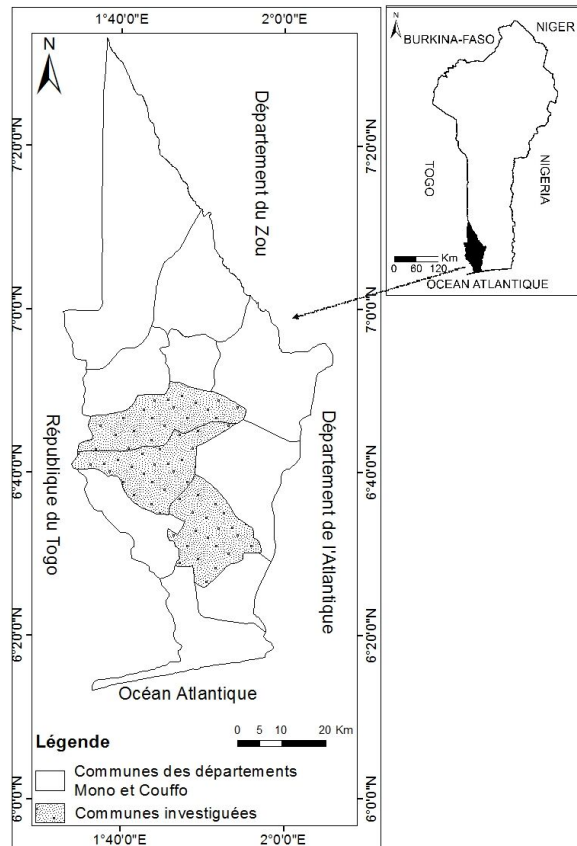 1°40'0"E
2°0'0"E
N
7°20'0"N
7°20'0"N
Département du Zou
7°0'0"N
7°0'0"N
République du Togo
6°40'0"N
6°40'0"N
Département de l'Atlantique
6°20'0"N
6°20'0"N
Océan Atlantique
0 5 10 20 Km
Légende
Communes des départements
Mono et Couffo
Communes investiguées
6°0'0"N
6°0'0"N
1°40'0"E
2°0'0"E
N
NIGER
BURKINA-FASO
TOGO
NIGERIA
Km
0 60 120
OCEAN ATLANTIQUE